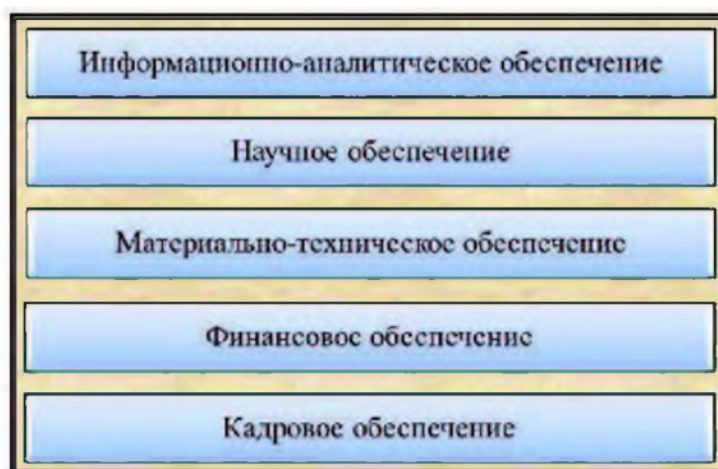 Информационно-аналитическое обеспечение
Научное обеспечение
Материально-техническое обеспечение
Финансовое обеспечение
Кадровое обеспечение